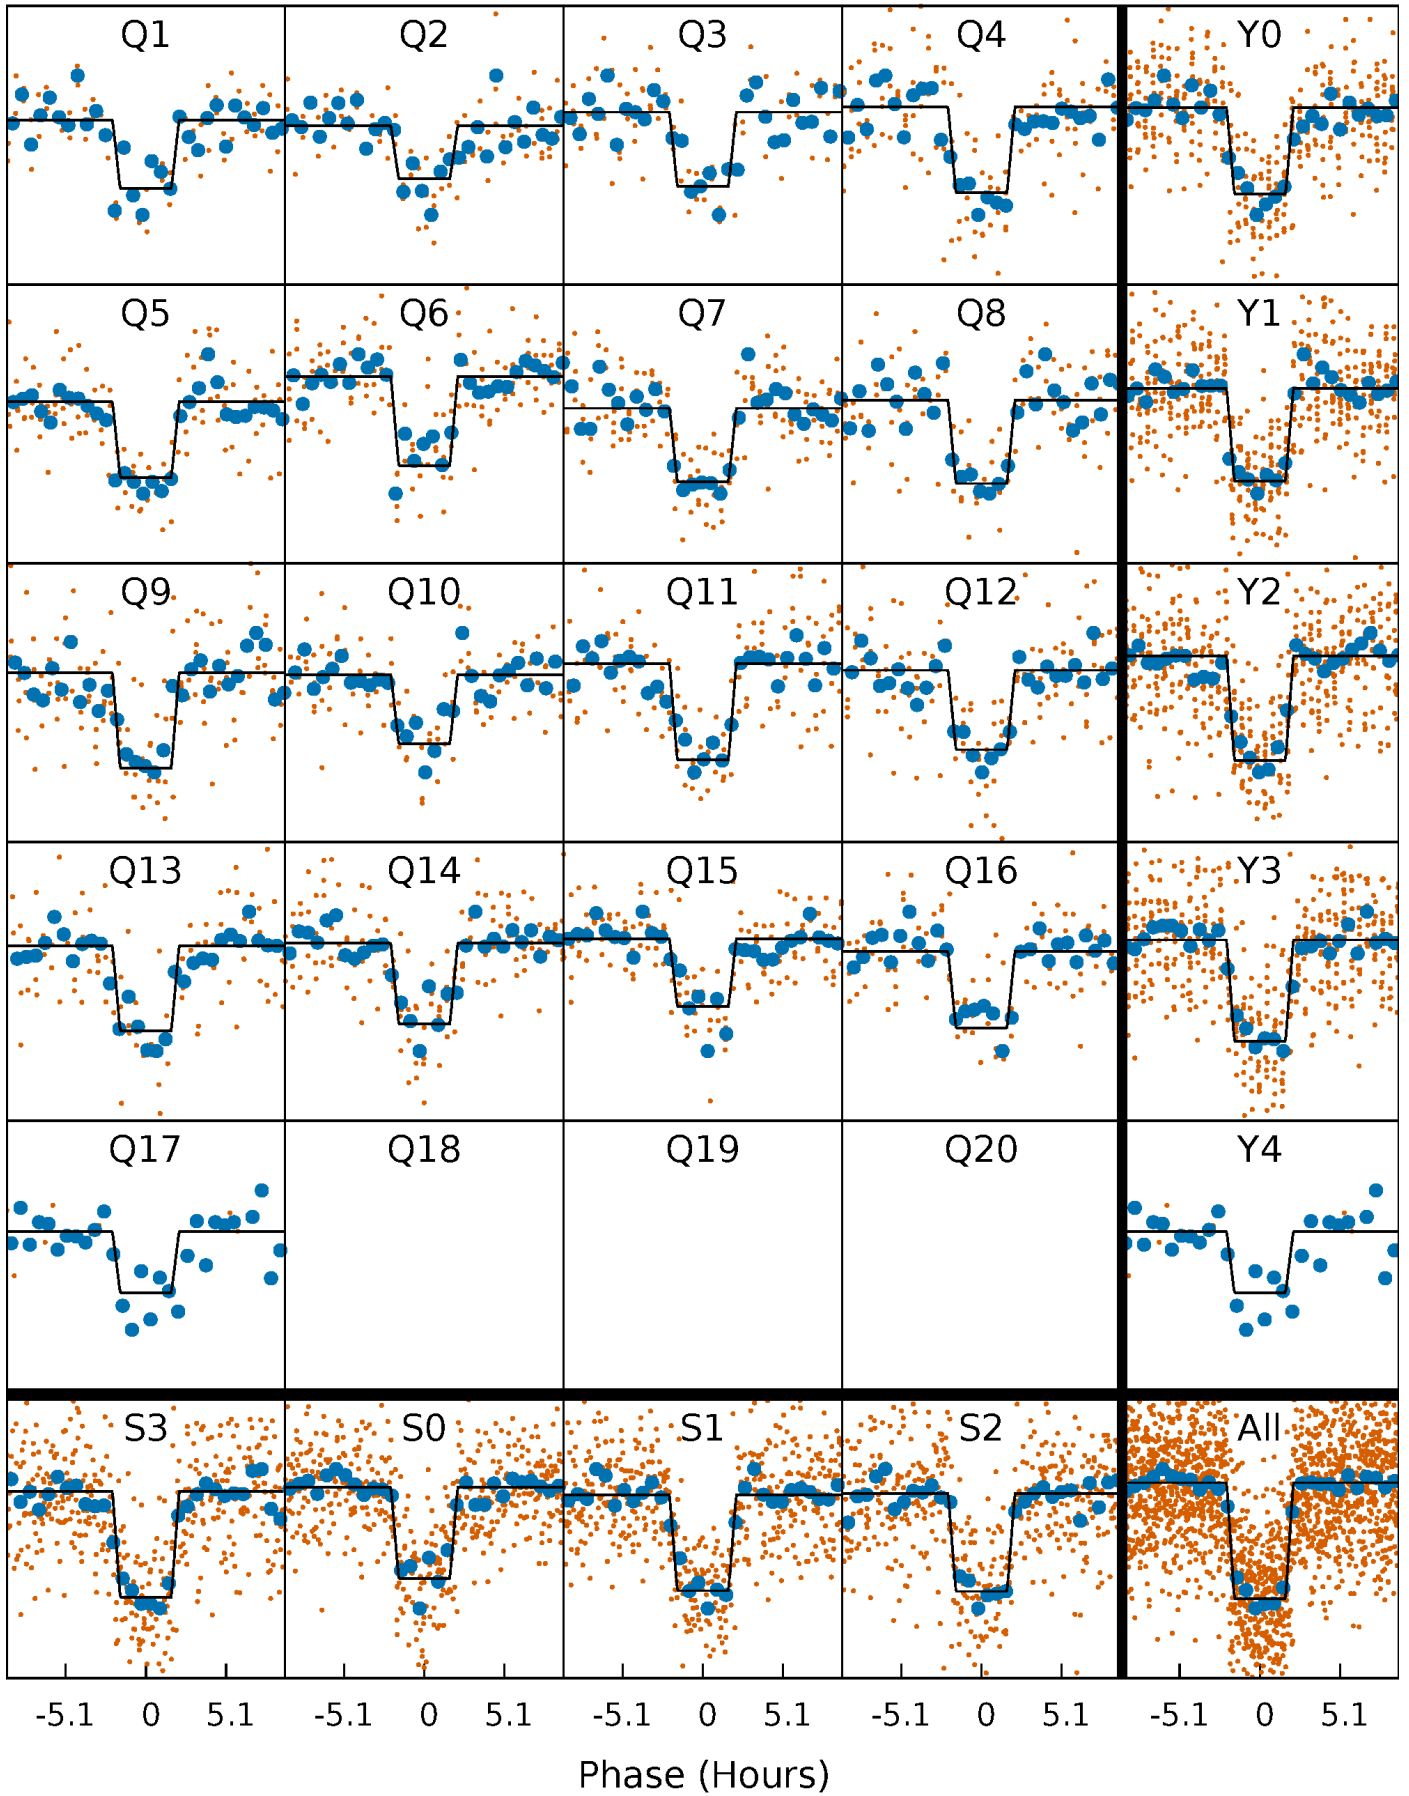 Q1 Q2 Q3 Q4 Y0
Q5 Q6 Q7 Q8 Y1
Q9 Q10 Q11 Q12 Y2
Q13 Q14 Q15 Q16 Y3
Q17 Q18 Q19 Q20 Y4
S3 S0 S1 S2 All
-5.1 0 5.1 -5.1 0 5.1 -5.1 0 5.1 -5.1 0 5.1 -5.1 0 5.1
Phase (Hours)